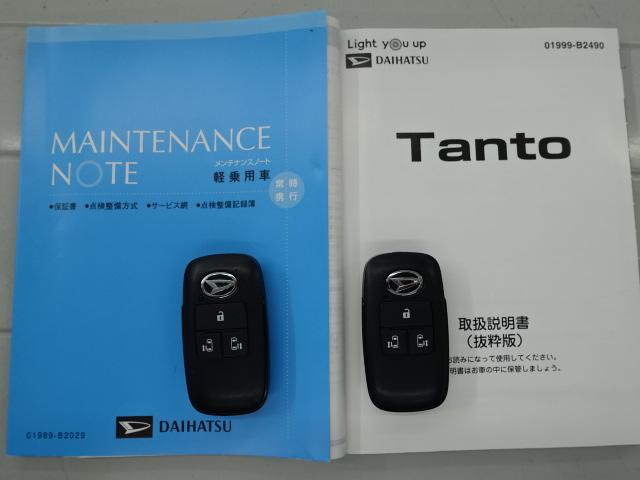 MAINTENANCE
NOTE
メンテナンスノート
軽乗用車
常時
携行
●保証書 ●点検整備方式 ●サービス網 ●点検整備記録簿
01989-B2029
DAIHATSU
Light you up
DAIHATSU
01999-B2490
Tanto
取扱説明書
(抜粋版)
読みになって使用してください。
明書はお車の中に保管しましょう。